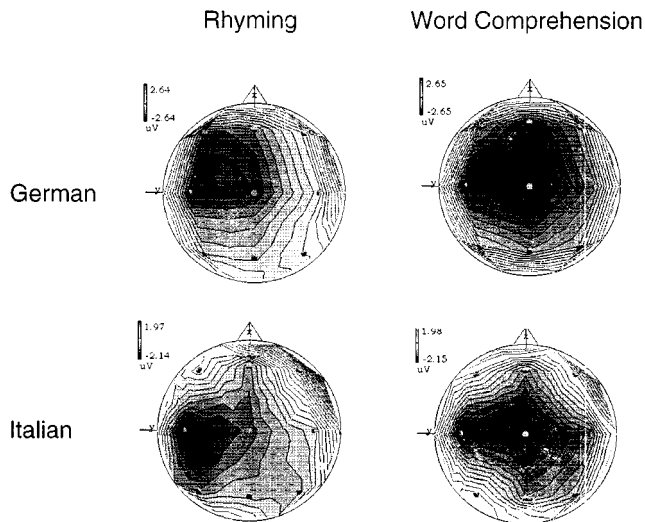 Rhyming
Word Comprehension
2.64
-2.64
uV
x
y
2.65
-2.65
uV
x
y
German
1.97
-2.14
uV
x
y
1.98
-2.15
uV
x
y
Italian